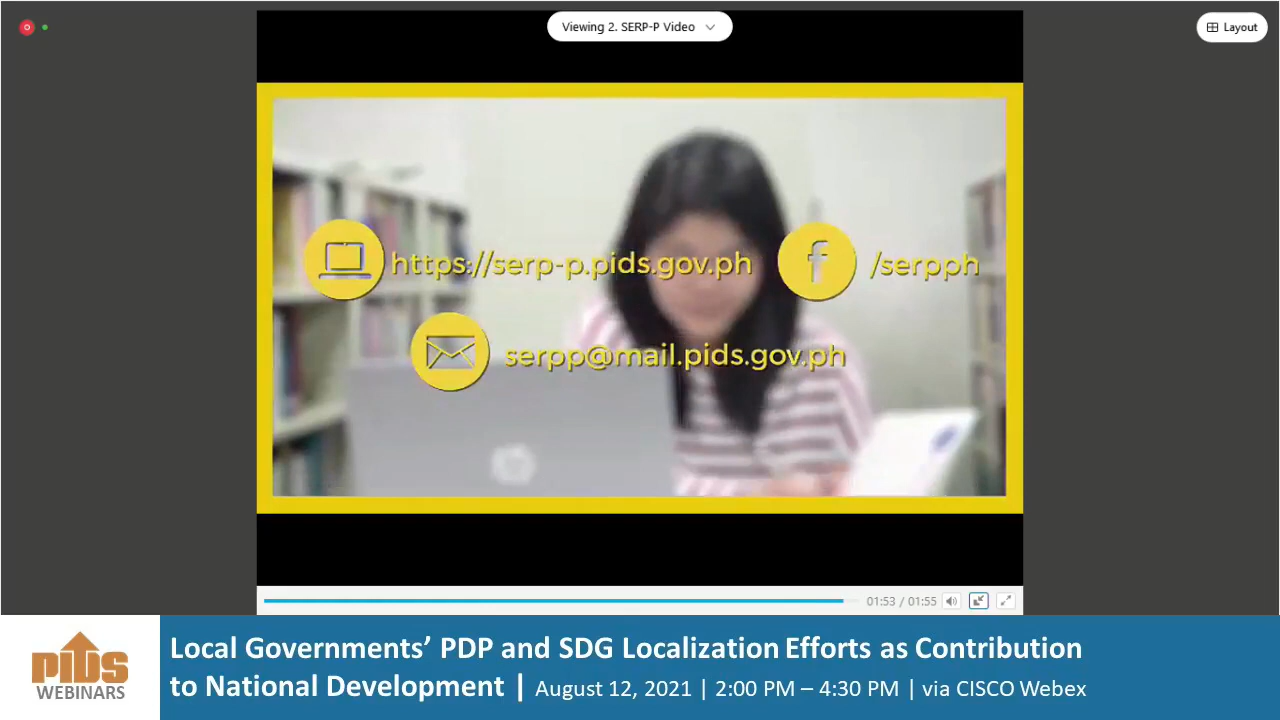 Viewing 2. SERP-P Video
Layout
https://serp-p.pids.gov.ph
/serpph
serpp@mail.pids.gov.ph
01:53 / 01:55
PIDS
WEBINARS
Local Governments’ PDP and SDG Localization Efforts as Contribution
to National Development | August 12, 2021 | 2:00 PM – 4:30 PM | via CISCO Webex